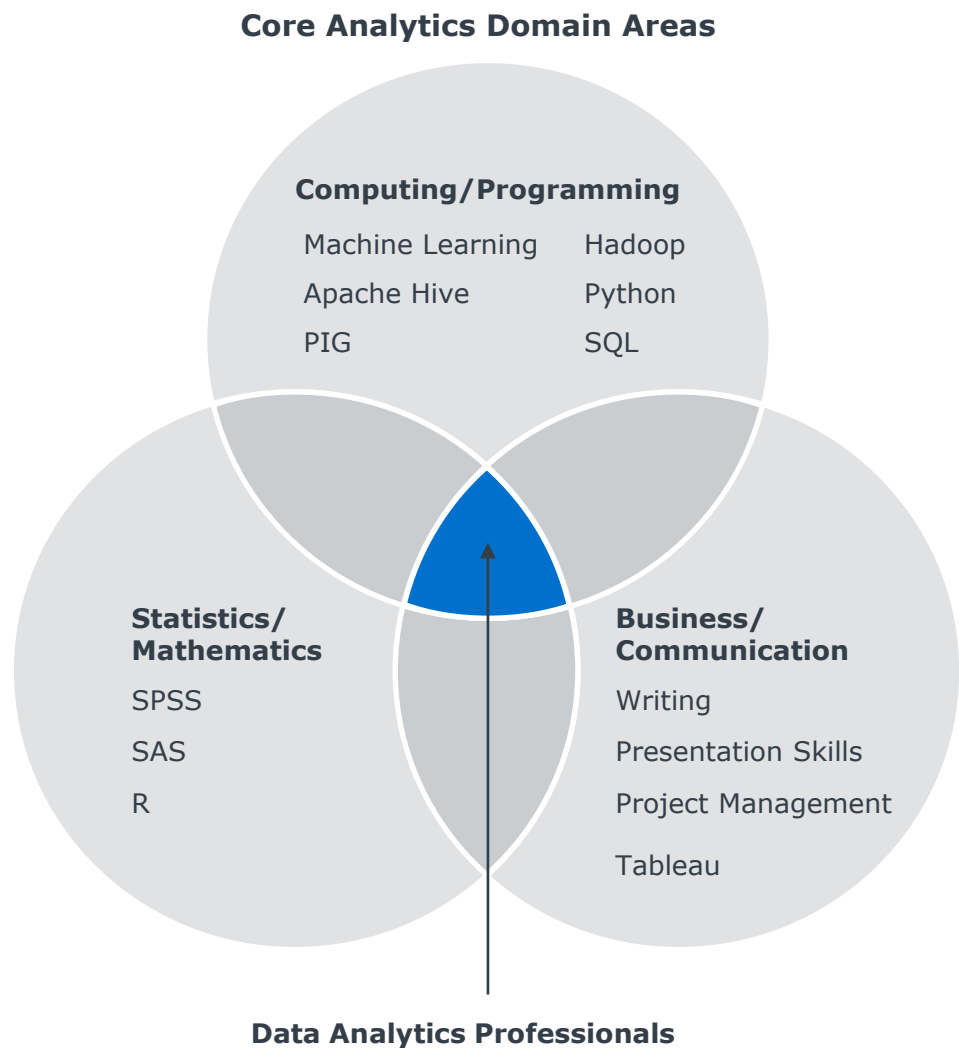 Core Analytics Domain Areas
Computing/Programming
Machine Learning
Hadoop
Apache Hive
Python
PIG
SQL
Statistics/
Mathematics
SPSS
SAS
R
Business/
Communication
Writing
Presentation Skills
Project Management
Tableau
Data Analytics Professionals